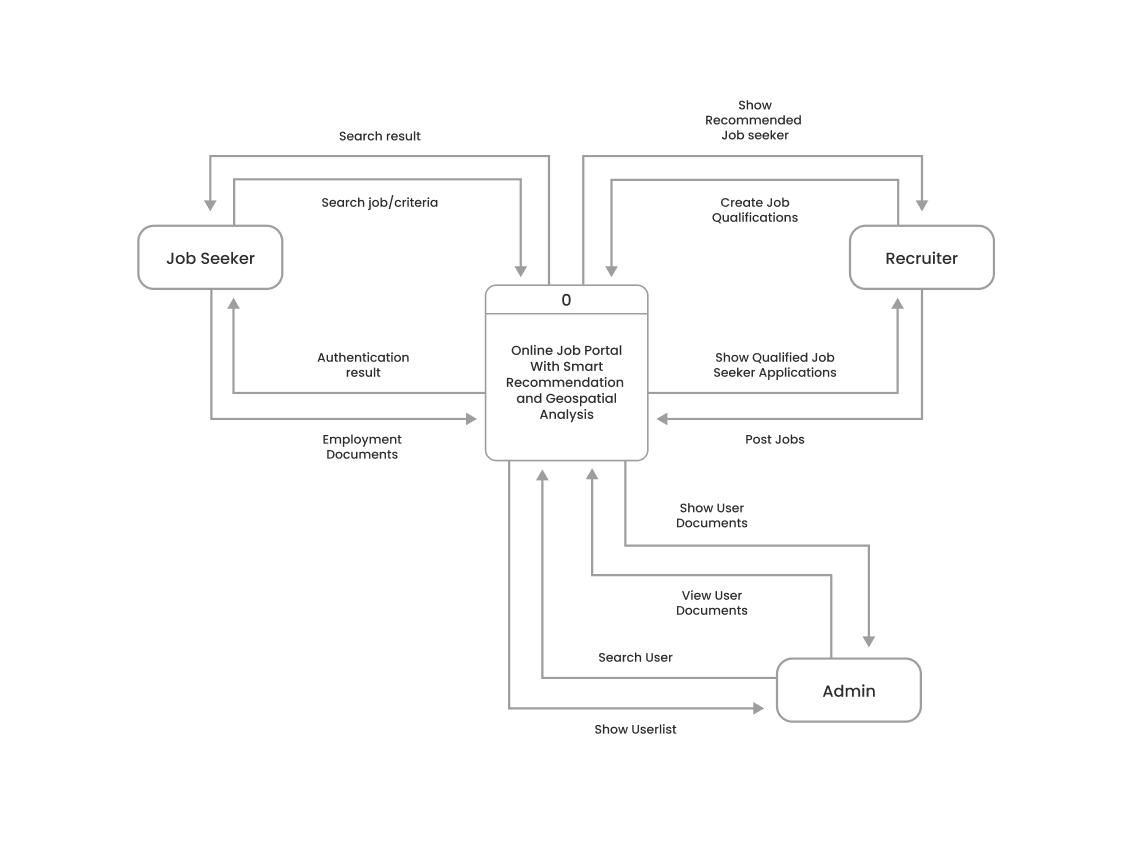 Show
Recommended
Job seeker
Search result
Search job/criteria
Create Job
Qualifications
Job Seeker
Recruiter
0
Online Job Portal
With Smart
Recommendation
and Geospatial
Analysis
Authentication
result
Show Qualified Job
Seeker Applications
Employment
Documents
Post Jobs
Show User
Documents
View User
Documents
Search User
Admin
Show Userlist